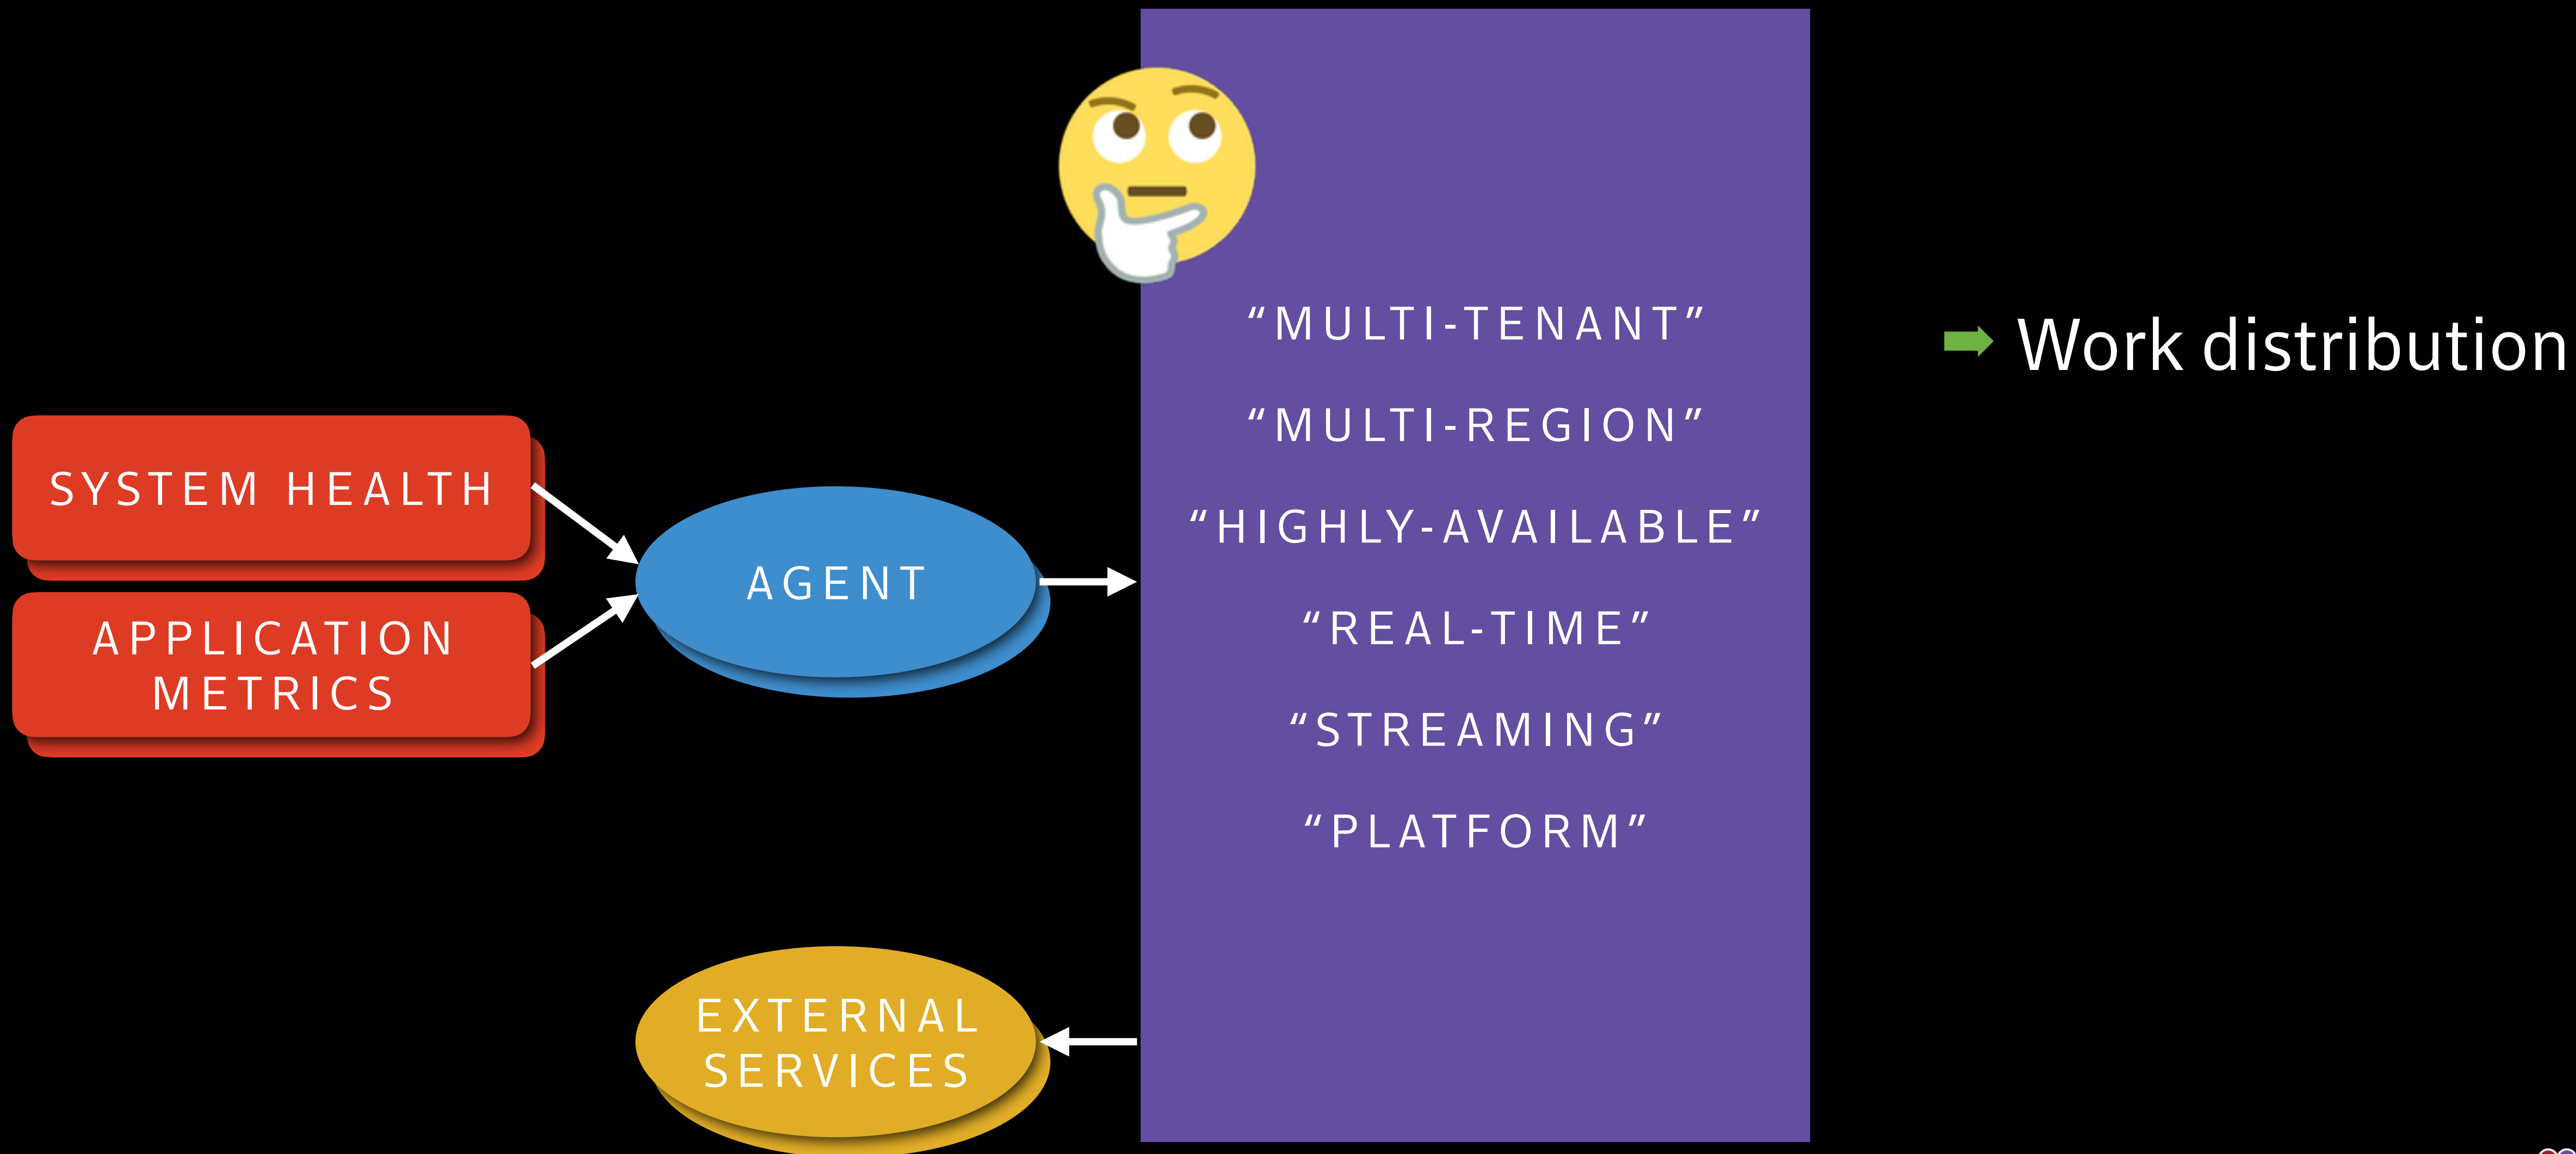 SYSTEM HEALTH
APPLICATION
METRICS
AGENT
EXTERNAL
SERVICES
“MULTI-TENANT”
“MULTI-REGION”
“HIGHLY-AVAILABLE”
“REAL-TIME”
“STREAMING”
“PLATFORM”
Work distribution